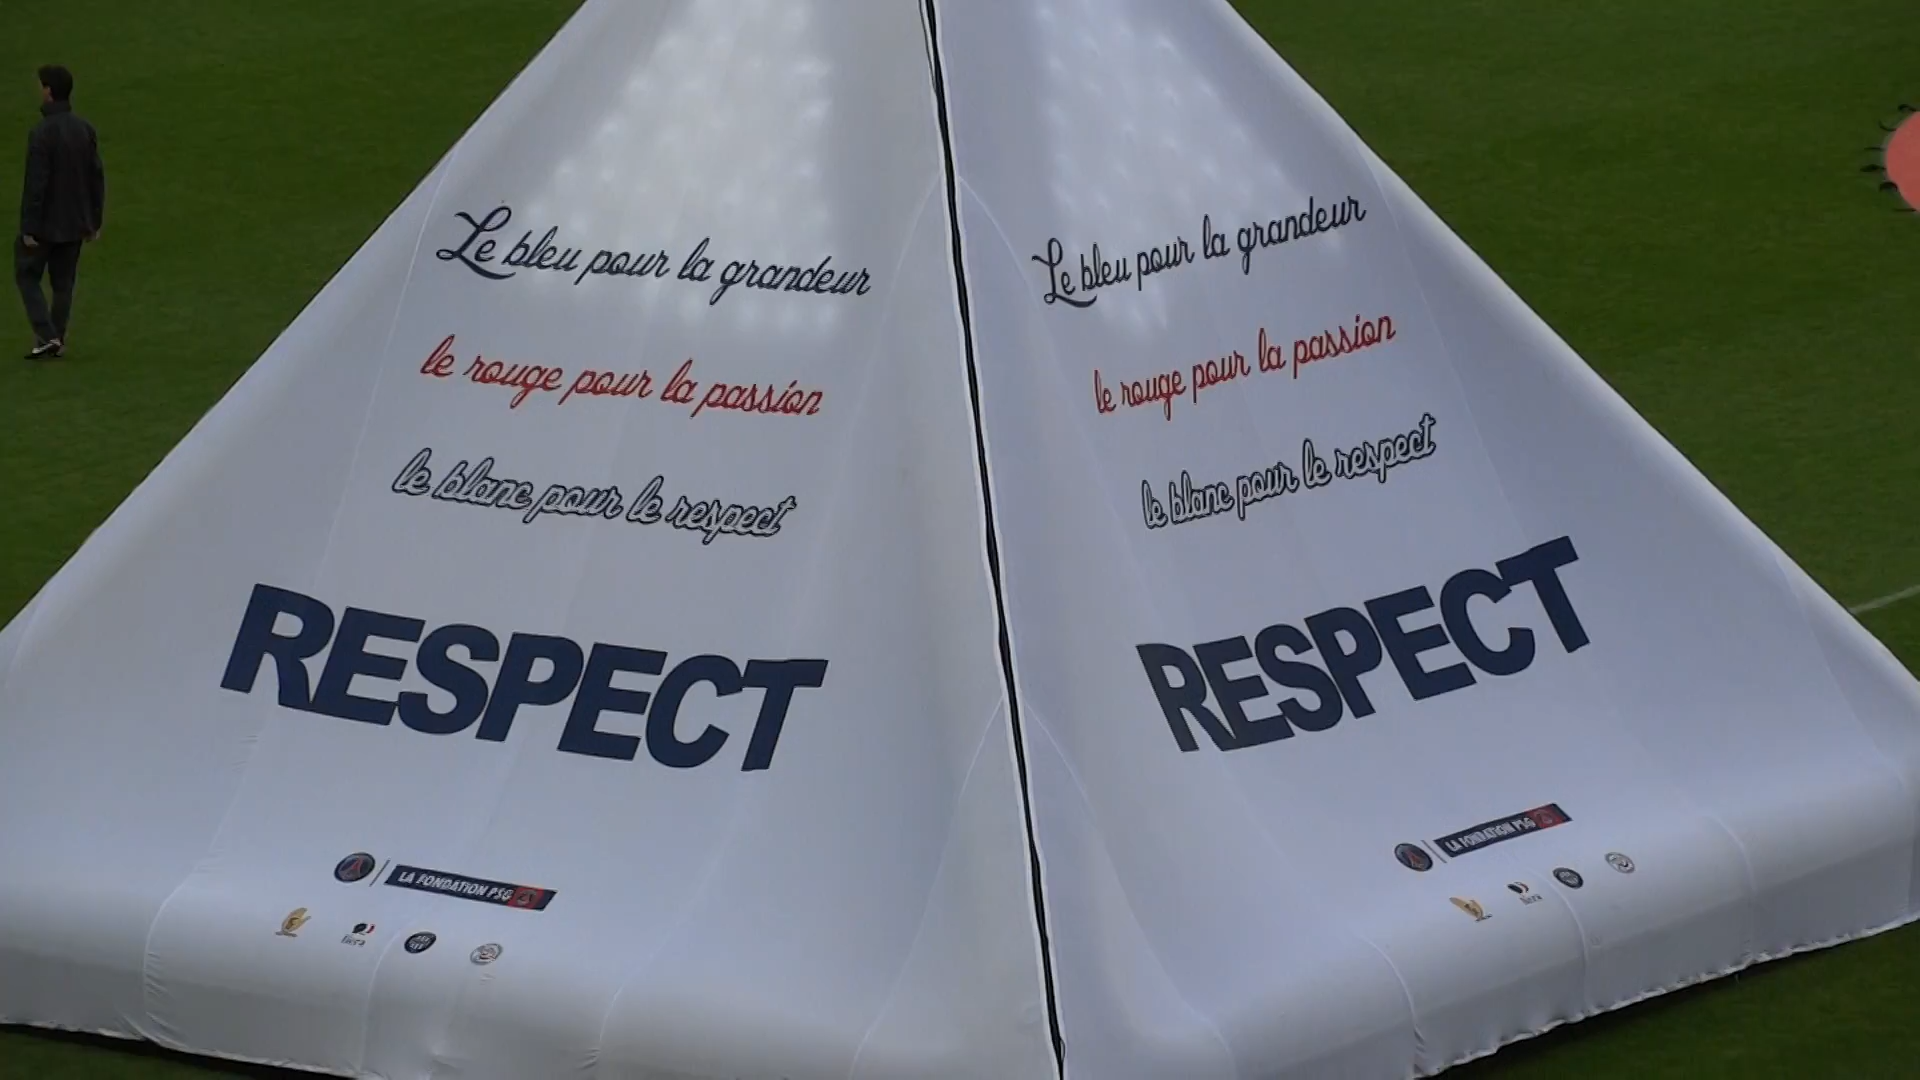 Le bleu pour la grandeur
le rouge pour la passion
le blanc pour le respect
RESPECT
LA FONDATION PSG
Le bleu pour la grandeur
le rouge pour la passion
le blanc pour le respect
RESPECT
LA FONDATION PSG